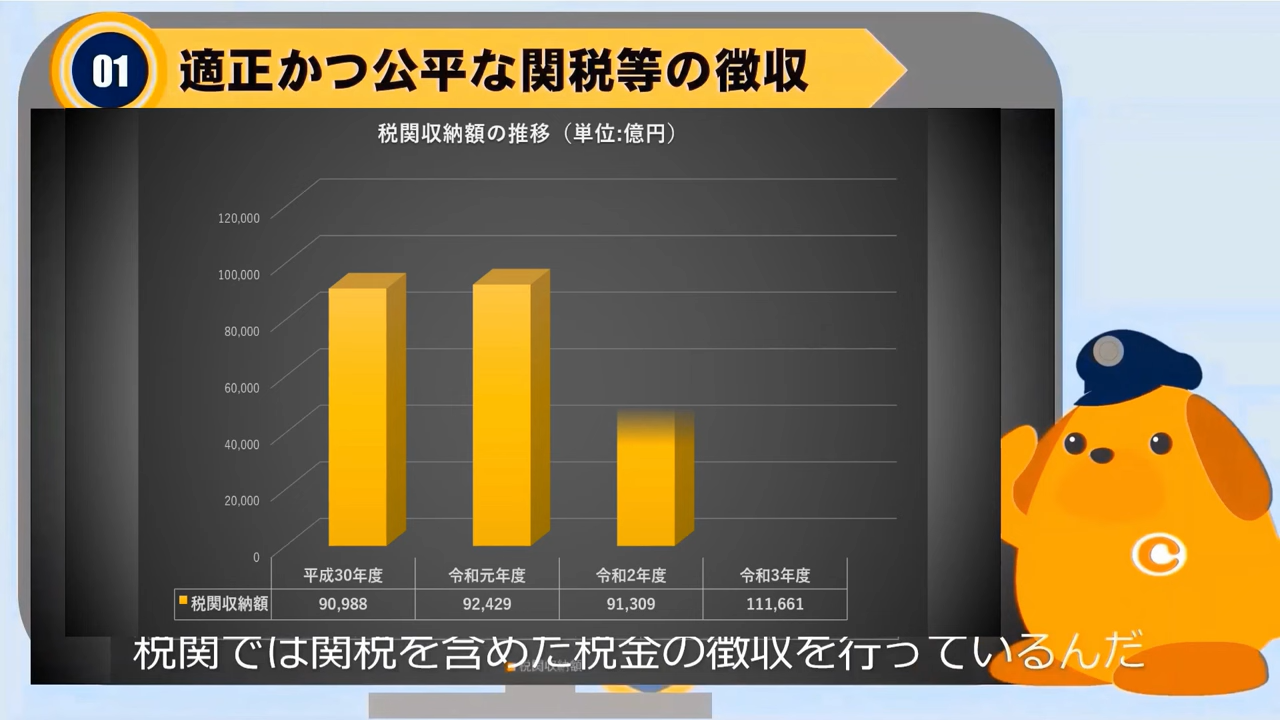 01 適正かつ公平な関税等の徴収
税関収納額の推移（単位:億円）
120,000
100,000
80,000
60,000
40,000
20,000
0
平成30年度 令和元年度 令和2年度 令和3年度
税関収納額 90,988 92,429 91,309 111,661
税関では関税を含めた税金の徴収を行っているんだ
税関収納額